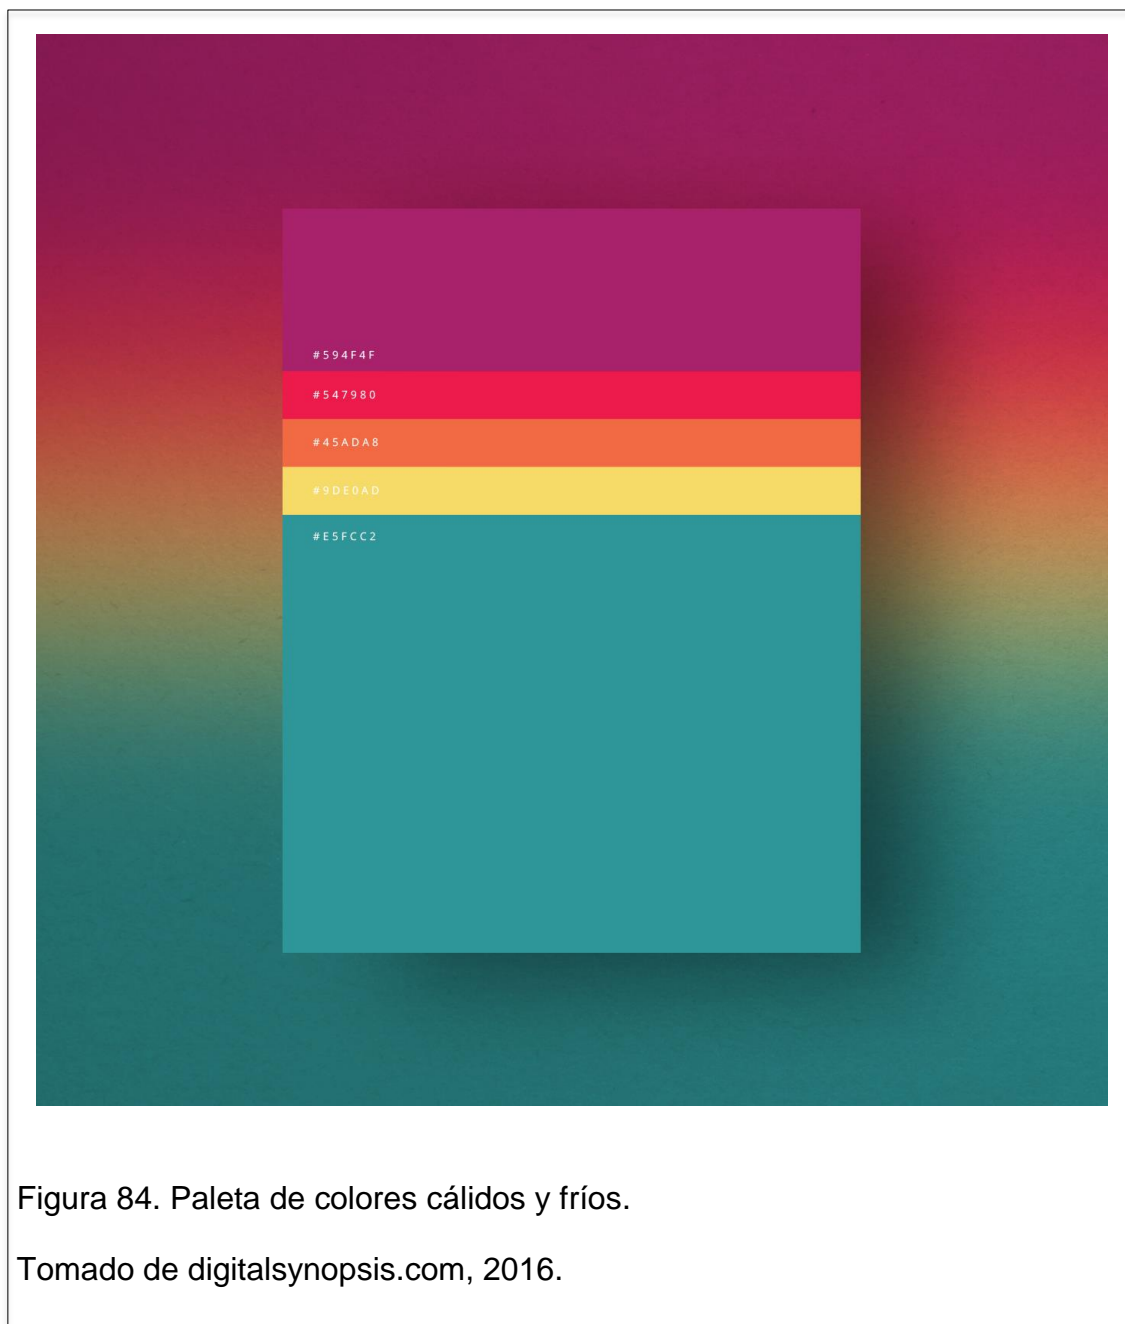 #594F4F
#547980
#45ADA8
#9DE0AD
#E5FCC2
Figura 84. Paleta de colores cálidos y fríos.
Tomado de digitalsynopsis.com, 2016.